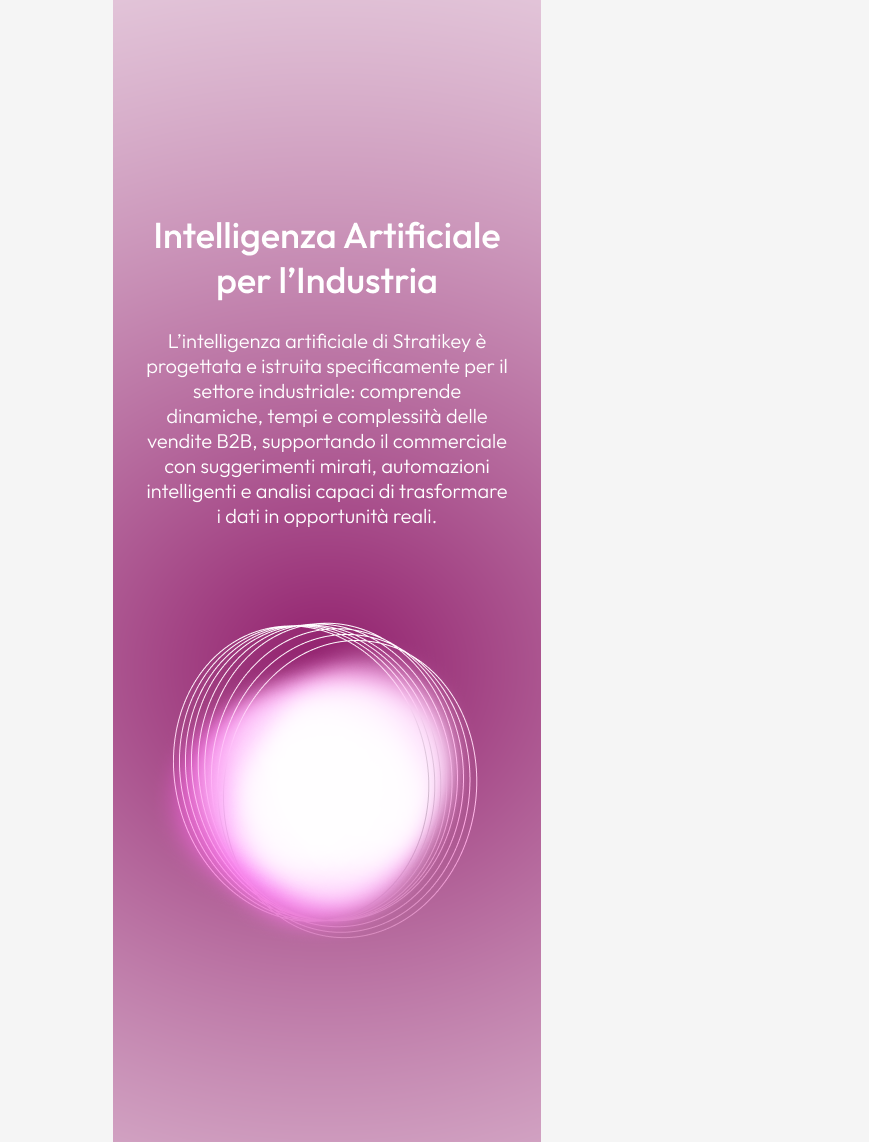 Intelligenza Artificiale
per l’Industria
L’intelligenza artificiale di Stratikey è
progettata e istruita specificamente per il
settore industriale: comprende
dinamiche, tempi e complessità delle
vendite B2B, supportando il commerciale
con suggerimenti mirati, automazioni
intelligenti e analisi capaci di trasformare
i dati in opportunità reali.